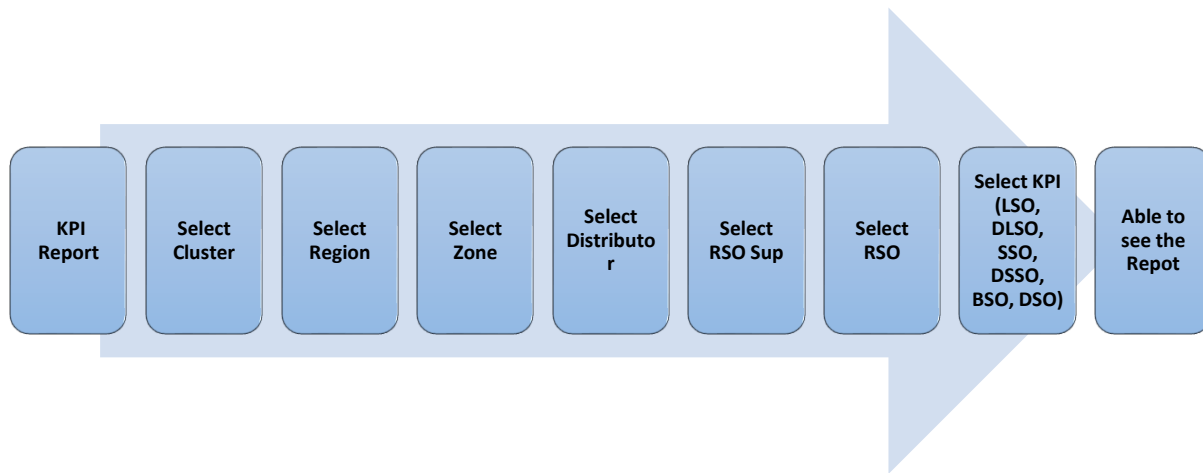 KPI
Report
Select
Cluster
Select
Region
Select
Zone
Select
Distributo
r
Select
RSO Sup
Select
RSO
Select KPI
(LSO,
DLSO,
SSO,
DSSO,
BSO, DSO)
Able to
see the
Repot